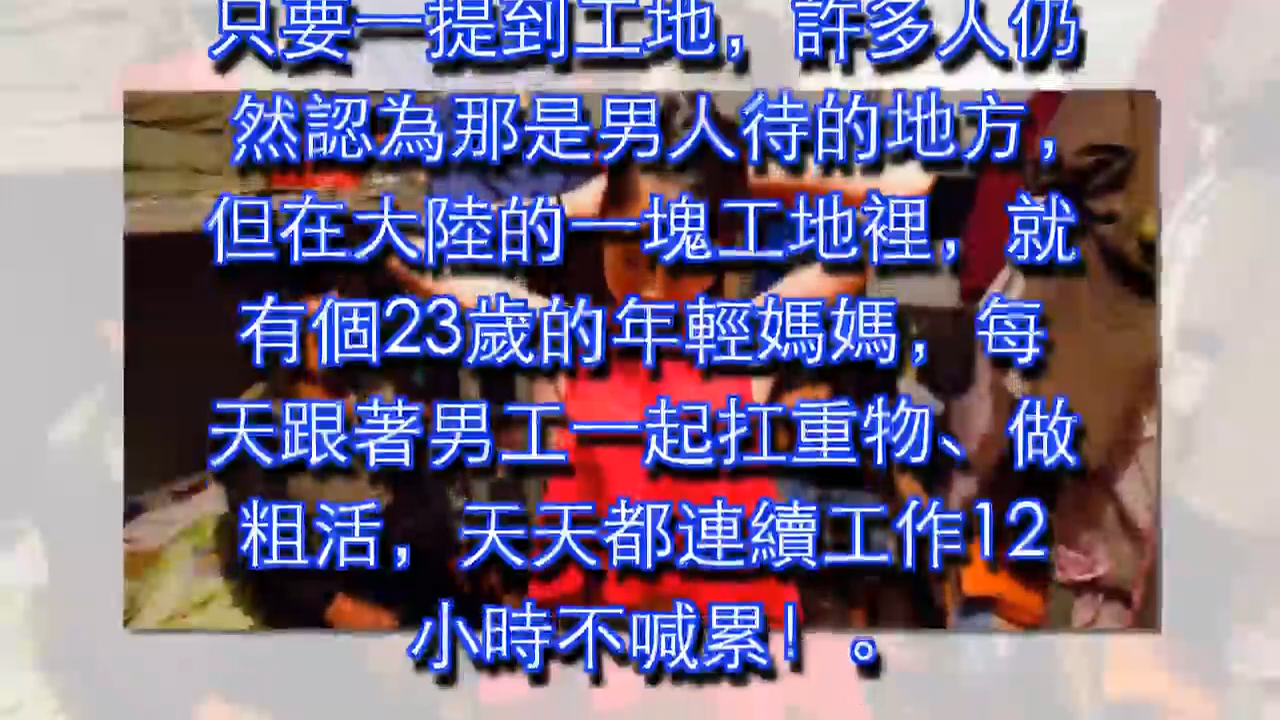 只要一提到工地，許多人仍
然認為那是男人待的地方，
但在大陸的一塊工地裡，就
有個23歲的年輕媽媽，每
天跟著男工一起扛重物、做
粗活，天天都連續工作12
小時不喊累！。